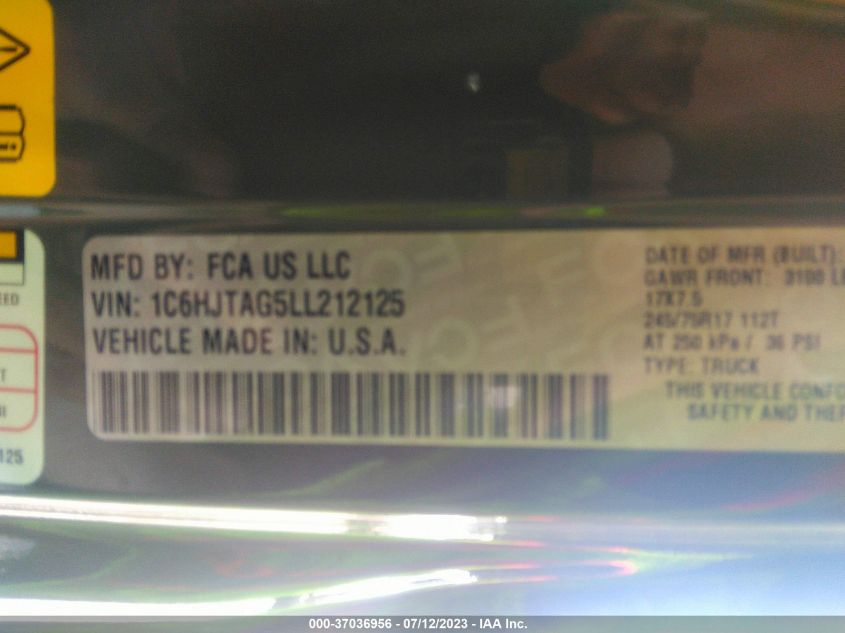 MFD BY: FCA US LLC
VIN: 1C6HJTAG5LL212125
VEHICLE MADE IN: U.S.A.
DATE OF MFR (BUILT):
GAWR FRONT: 3100 LB
17X7.5
245/75R17 112T
AT 250 kPa / 36 PSI
TYPE: TRUCK
THIS VEHICLE CONFO
SAFETY AND THEF
EED
T
SI
125
000-37036956 - 07/12/2023 - IAA Inc.